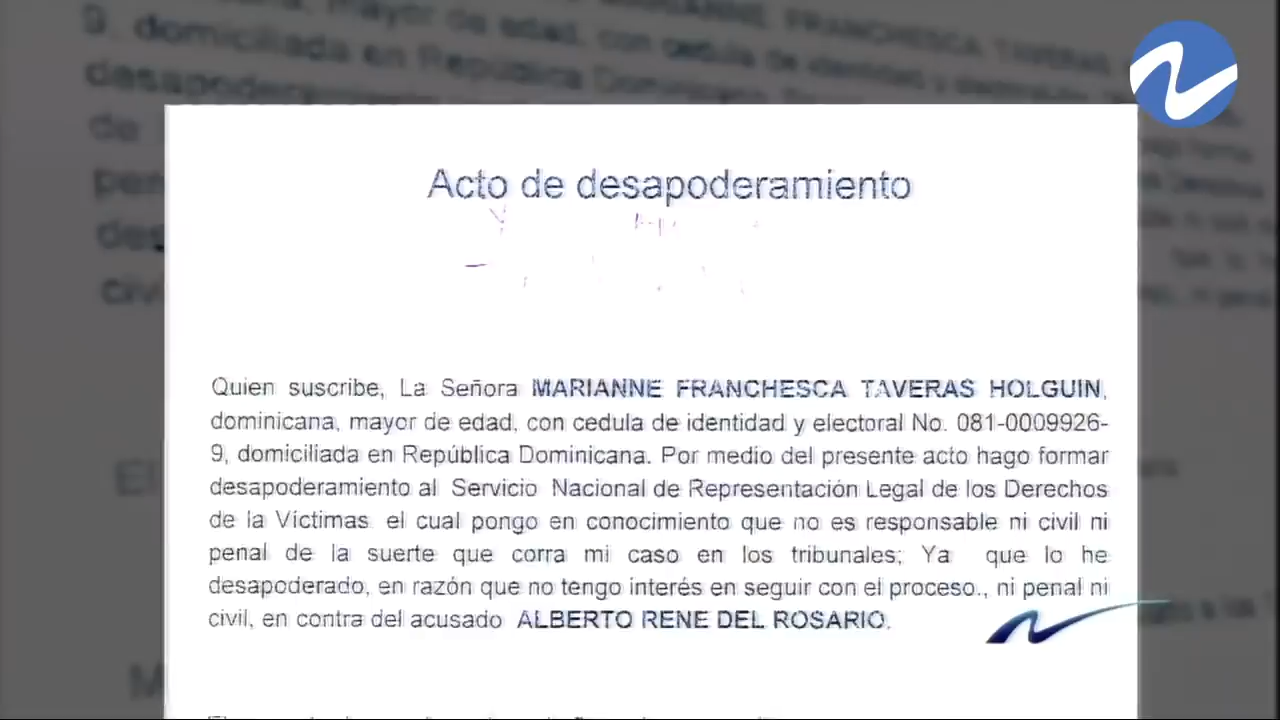 Acto de desapoderamiento
Quien suscribe, La Señora MARIANNE FRANCHESCA TAVERAS HOLGUIN,
dominicana, mayor de edad, con cedula de identidad y electoral No. 081-0009926-
9, domiciliada en República Dominicana. Por medio del presente acto hago formar
desapoderamiento al Servicio Nacional de Representación Legal de los Derechos
de la Víctimas el cual pongo en conocimiento que no es responsable ni civil ni
penal de la suerte que corra mi caso en los tribunales; Ya que lo he
desapoderado, en razón que no tengo interés en seguir con el proceso., ni penal ni
civil, en contra del acusado ALBERTO RENE DEL ROSARIO.